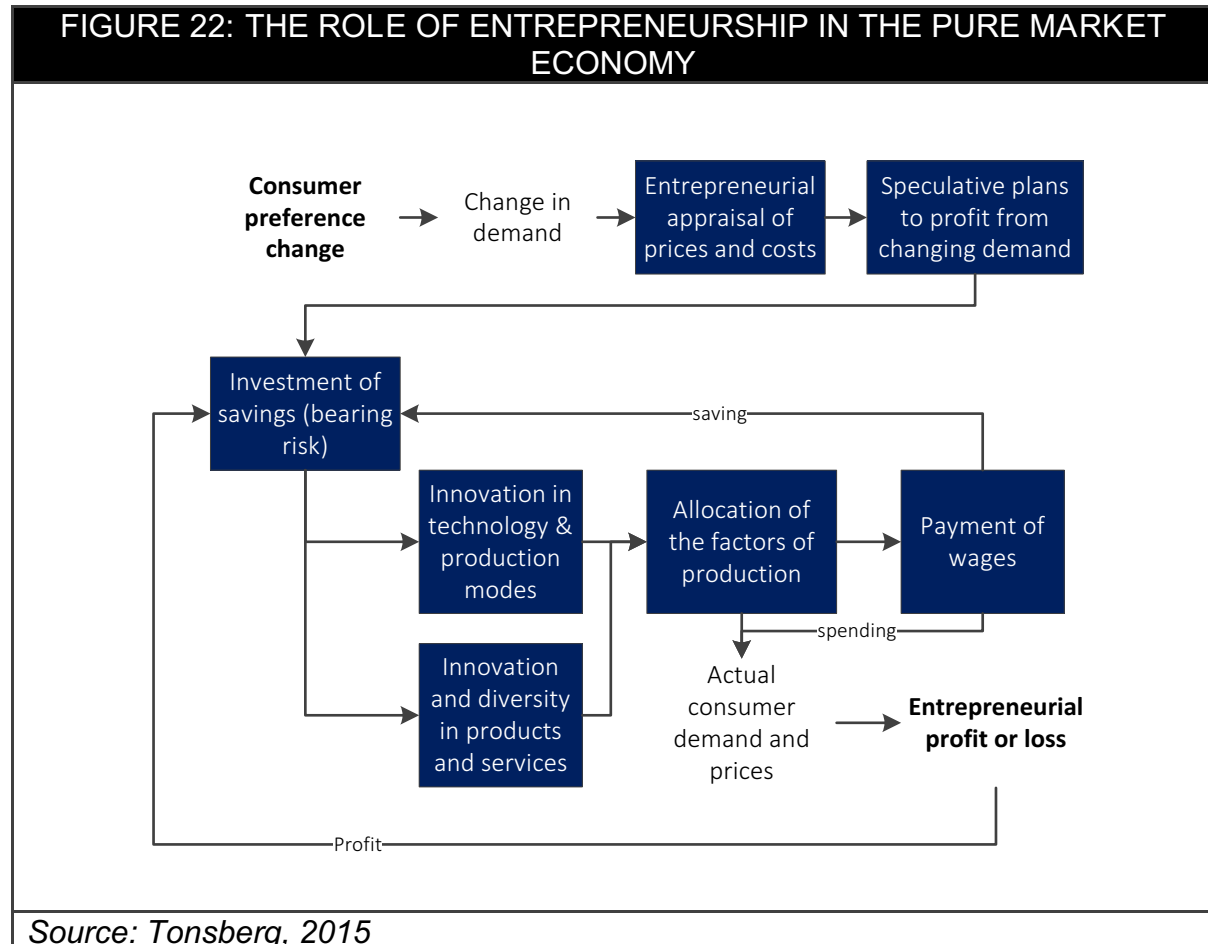 FIGURE 22: THE ROLE OF ENTREPRENEURSHIP IN THE PURE MARKET
ECONOMY
Consumer
preference
change
Change in
demand
Entrepreneurial
appraisal of
prices and costs
Speculative plans
to profit from
changing demand
Investment of
savings (bearing
risk)
saving
Innovation in
technology &
production
modes
Allocation of
the factors of
production
Payment of
wages
spending
Innovation
and diversity
in products
and services
Actual
consumer
demand and
prices
Entrepreneurial
profit or loss
Profit
Source: Tonsberg, 2015